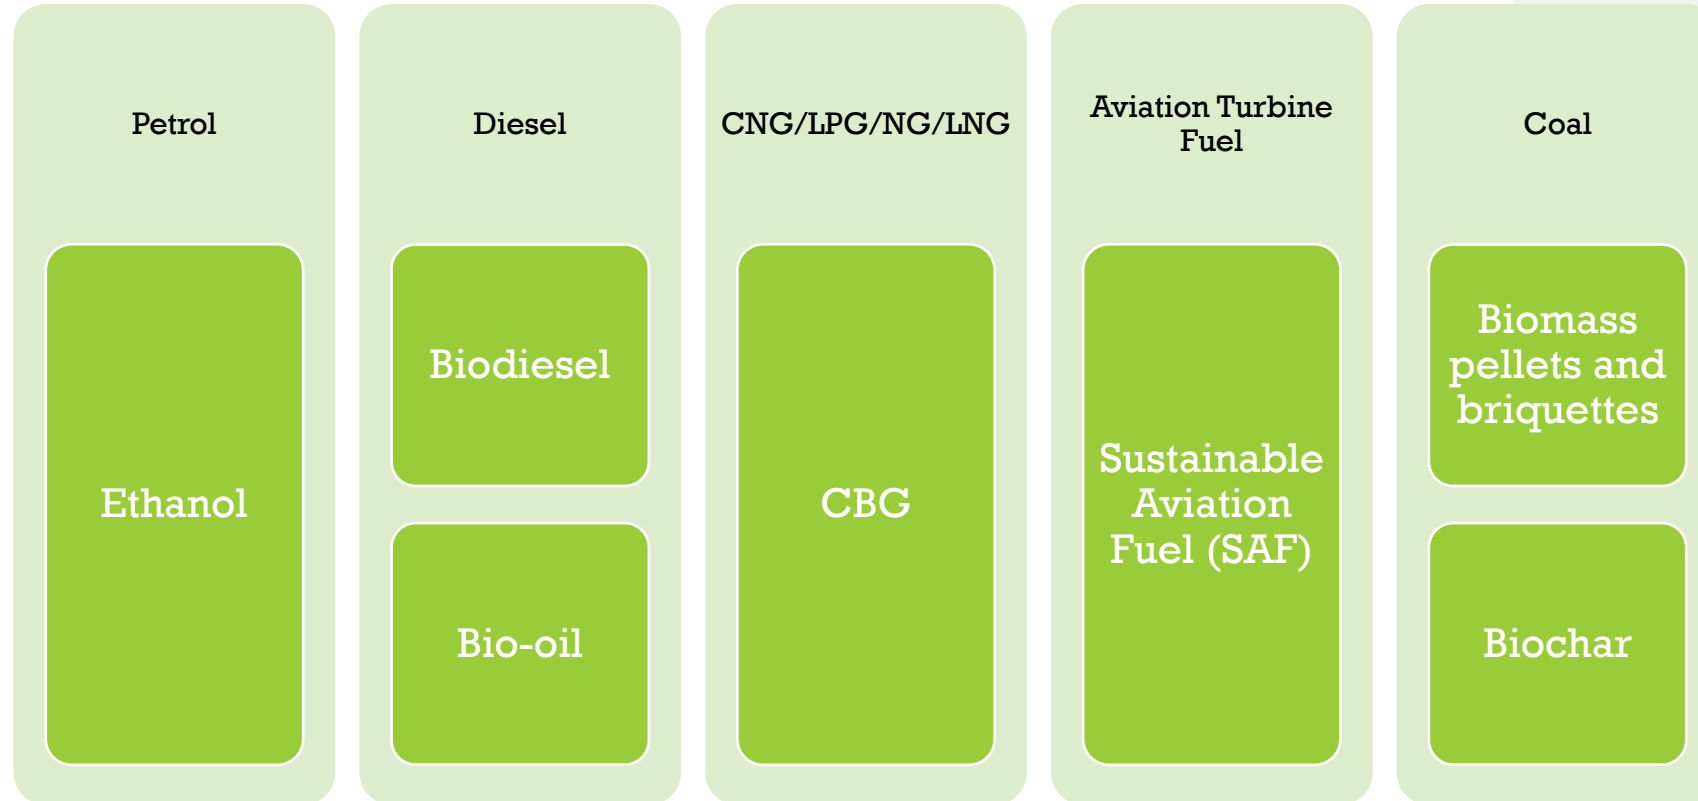 Petrol
Ethanol
Diesel
Biodiesel
Bio-oil
CNG/LPG/NG/LNG
CBG
Aviation Turbine
Fuel
Sustainable
Aviation
Fuel (SAF)
Coal
Biomass
pellets and
briquettes
Biochar